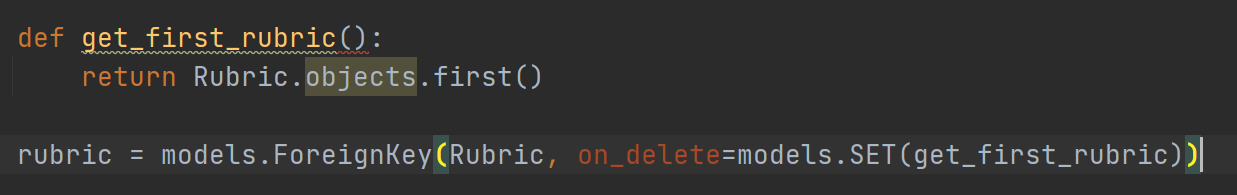 def get_first_rubric():
    return Rubric.objects.first()
rubric = models.ForeignKey(Rubric, on_delete=models.SET(get_first_rubric))